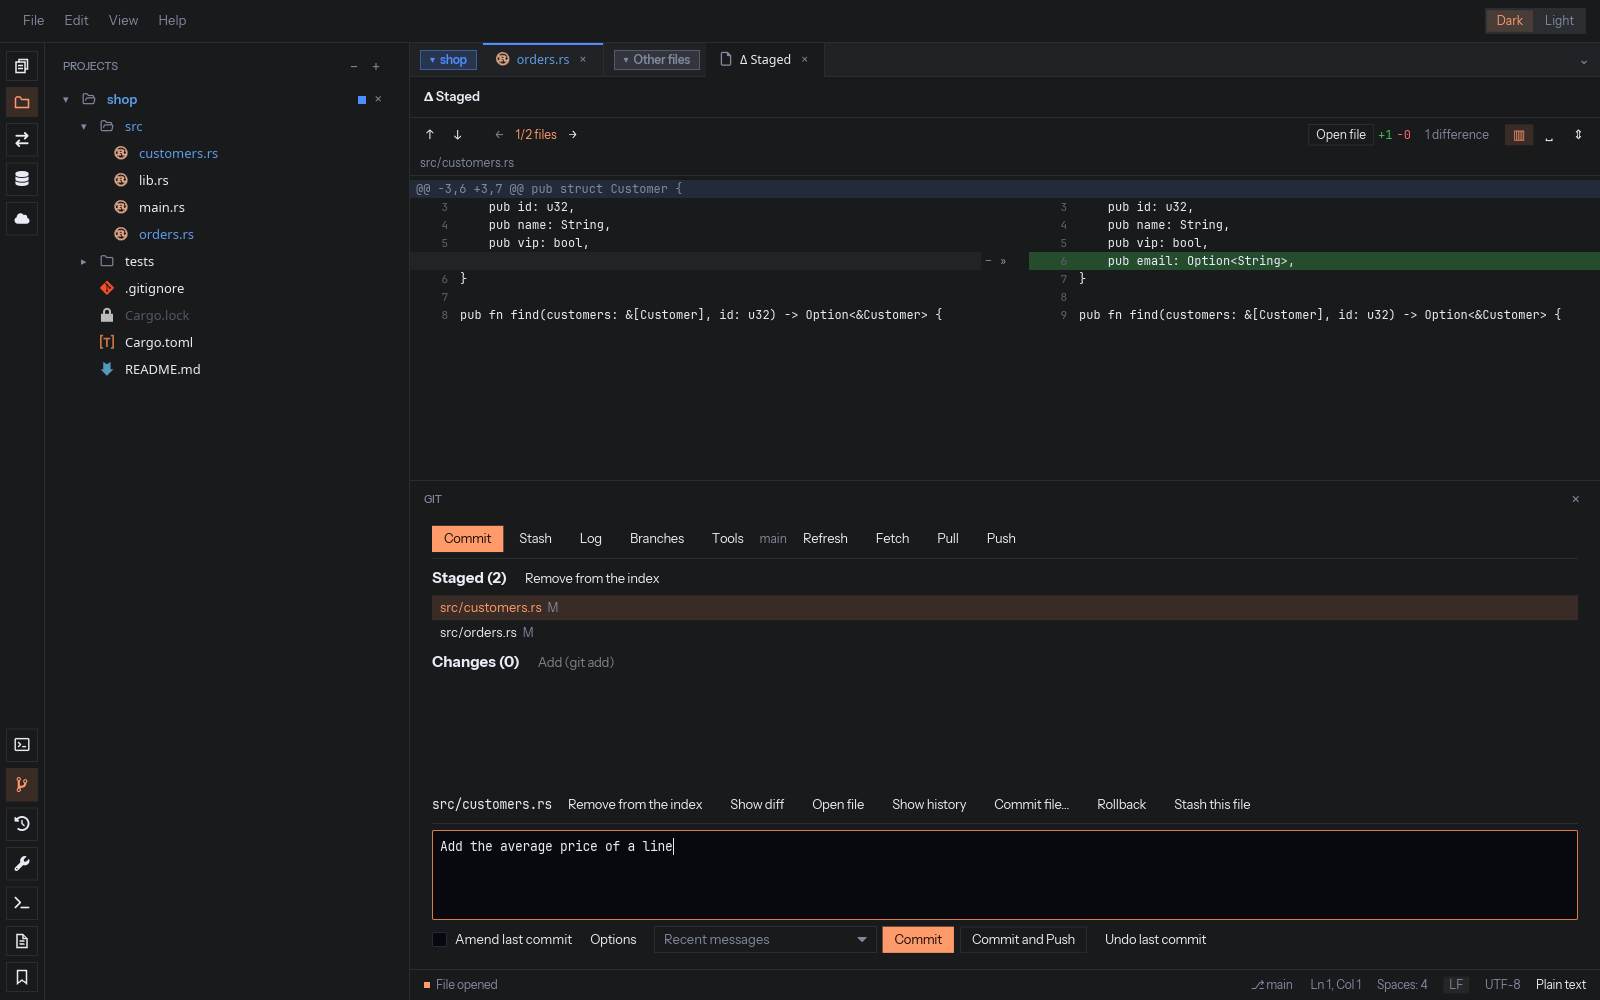 File Edit View Help Dark Light
PROJECTS − +
shop ×
src
customers.rs
lib.rs
main.rs
orders.rs
tests
.gitignore
Cargo.lock
Cargo.toml
README.md
▾ shop orders.rs × ▾ Other files Δ Staged ×
Δ Staged
↑ ↓ ← 1/2 files → Open file +1 -0 1 difference
src/customers.rs
@@ -3,6 +3,7 @@ pub struct Customer {
3 pub id: u32, 3 pub id: u32,
4 pub name: String, 4 pub name: String,
5 pub vip: bool, 5 pub vip: bool,
− » 6 pub email: Option<String>,
6 } 7 }
7 8
8 pub fn find(customers: &[Customer], id: u32) -> Option<&Customer> { 9 pub fn find(customers: &[Customer], id: u32) -> Option<&Customer> {
GIT ×
Commit Stash Log Branches Tools main Refresh Fetch Pull Push
Staged (2) Remove from the index
src/customers.rs M
src/orders.rs M
Changes (0) Add (git add)
src/customers.rs Remove from the index Show diff Open file Show history Commit file... Rollback Stash this file
Add the average price of a line
Amend last commit Options Recent messages Commit Commit and Push Undo last commit
File opened main Ln 1, Col 1 Spaces: 4 LF UTF-8 Plain text